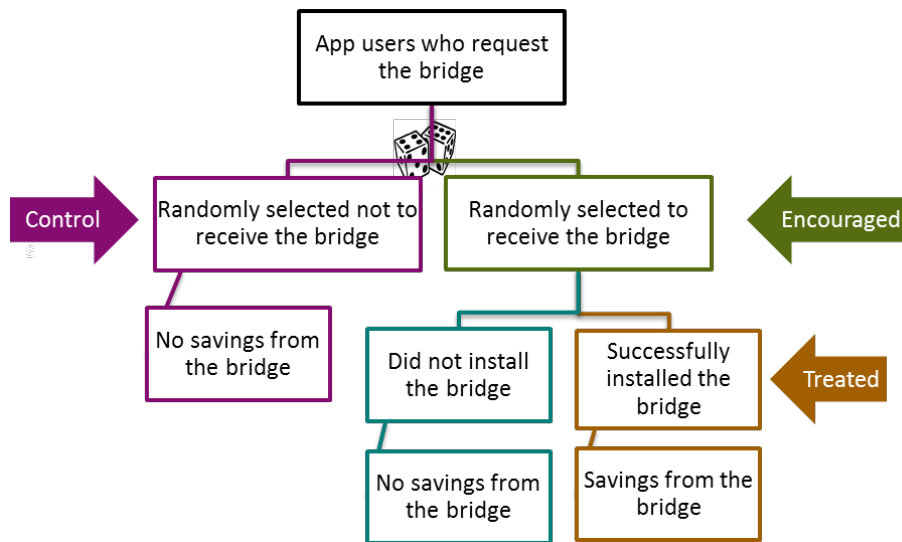 App users who request
the bridge
Control
Randomly selected not to
receive the bridge
Randomly selected to
receive the bridge
Encouraged
No savings from
the bridge
Did not install
the bridge
Successfully
installed the
bridge
Treated
No savings from
the bridge
Savings from the
bridge